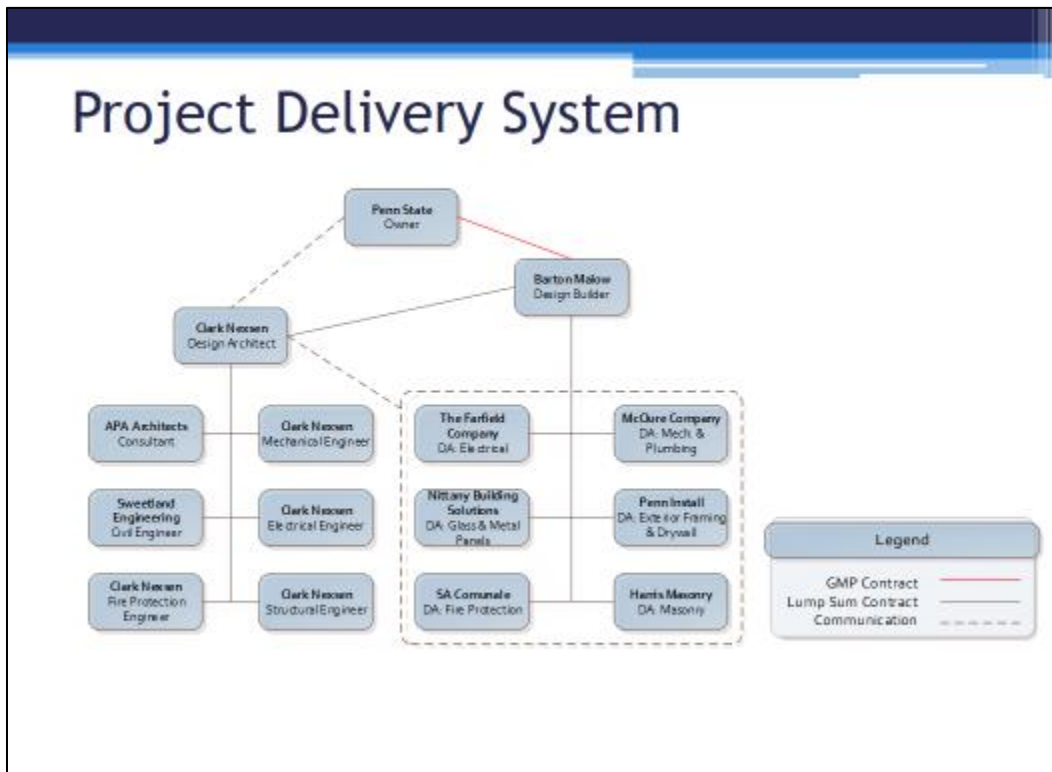 Project Delivery System
Penn State
Owner
Barton Malow
Design Builder
Clark Nexsen
Design Architect
APA Architects
Consultant
Clark Nexsen
Mechanical Engineer
The Farfield
Company
DA: Electrical
McClure Company
DA: Mech. &
Plumbing
Sweetland
Engineering
Civil Engineer
Clark Nexsen
Electrical Engineer
Nittany Building
Solutions
DA: Glass & Metal
Panels
Penn Install
DA: Exterior Framing
& Drywall
Clark Nexsen
Fire Protection
Engineer
Clark Nexsen
Structural Engineer
SA Comunale
DA: Fire Protection
Harris Masonry
DA: Masonry
Legend
GMP Contract
Lump Sum Contract
Communication